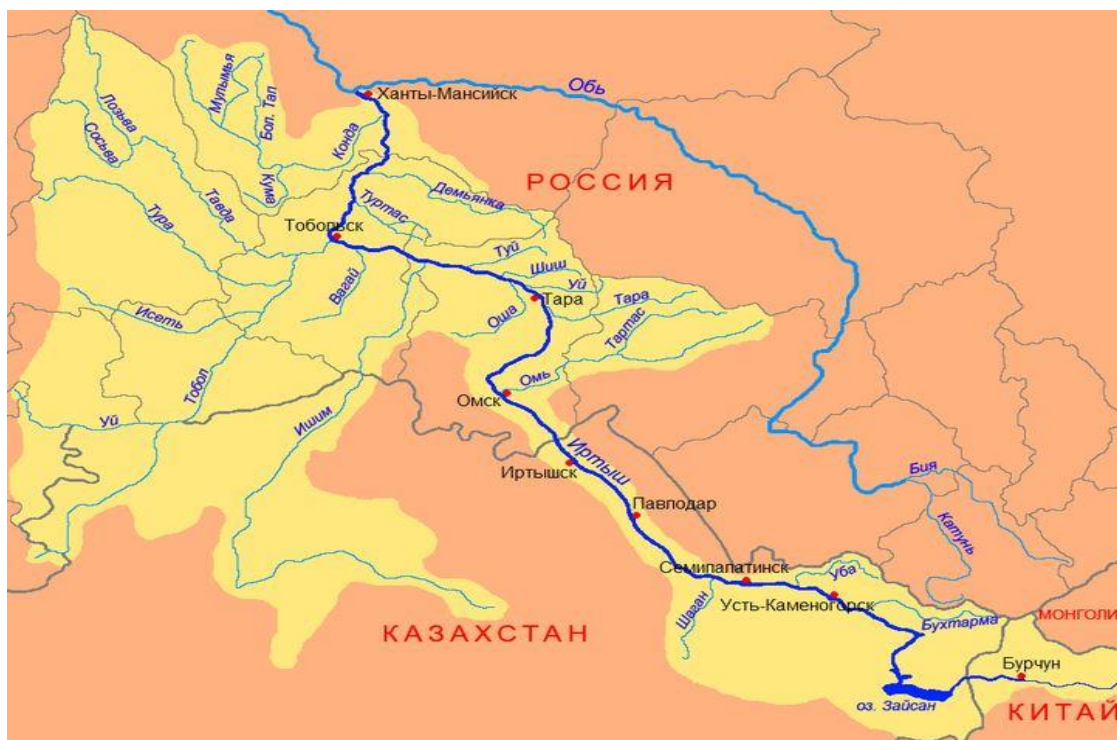 Обь
Ханты-Мансийск
Мулымья
Бол. Тап
Лозьва
Сосьва
Конда
Кума
РОССИЯ
Демьянка
Туртас
Тавда
Тура
Тобольск
Туй
Шиш
Уй
Тара
Тара
Вагай
Оша
Тартас
Исеть
Омь
Омск
Тобол
Уй
Ишим
Иртыш
Иртышск
Бия
Павлодар
Катунь
Семипалатинск
Уба
Усть-Каменогорск
Шаган
Бухтарма
МОНГОЛИ
КАЗАХСТАН
Бурчун
оз. Зайсан
КИТАЙ